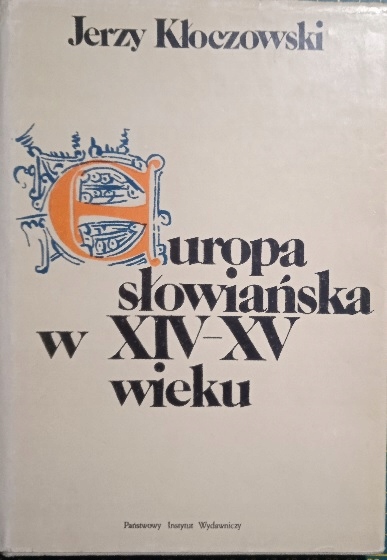 Jerzy Kłoczowski
Europa
słowiańska
w XIV-XV
wieku
Państwowy Instytut Wydawniczy